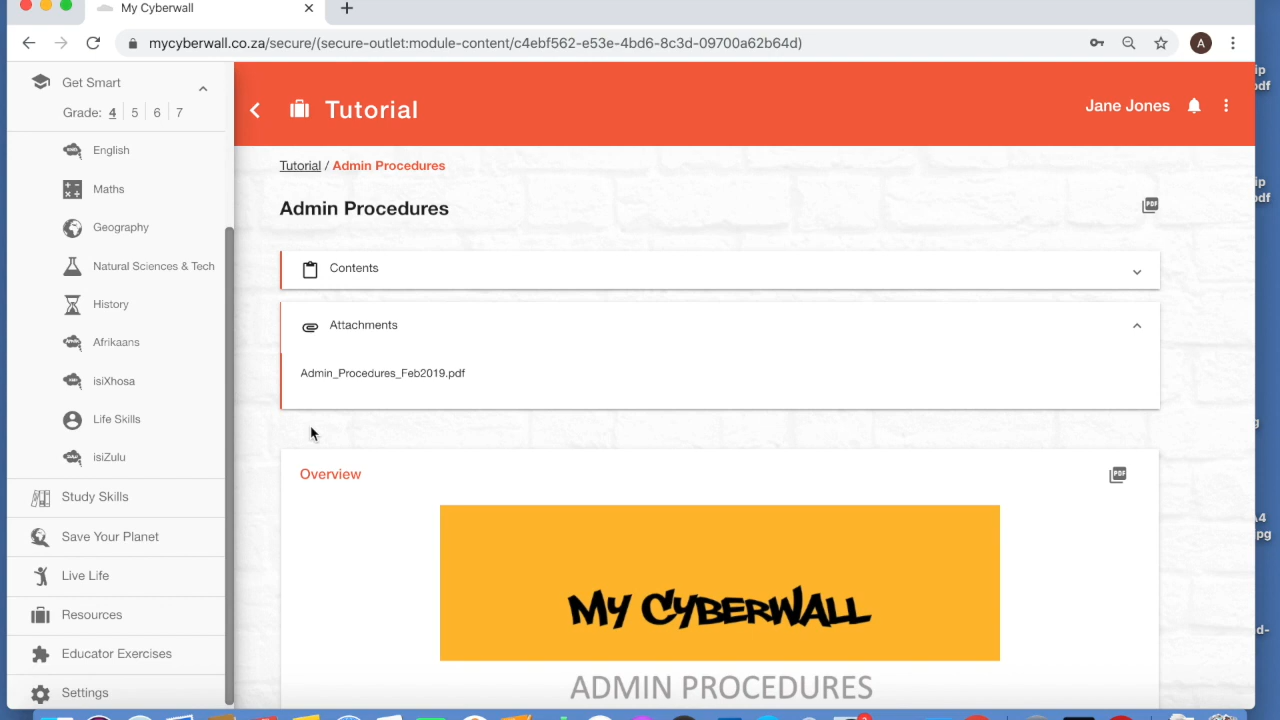 My Cyberwall
mycyberwall.co.za/secure/(secure-outlet:module-content/c4ebf562-e53e-4bd6-8c3d-09700a62b64d)
A
Get Smart
Grade: 4 5 6 7
English
Maths
Geography
Natural Sciences & Tech
History
Afrikaans
isiXhosa
Life Skills
isiZulu
Study Skills
Save Your Planet
Live Life
Resources
Educator Exercises
Settings
Tutorial
Jane Jones
Tutorial / Admin Procedures
Admin Procedures
PDF
Contents
Attachments
Admin_Procedures_Feb2019.pdf
Overview
PDF
My CYBERWALL
ADMIN PROCEDURES